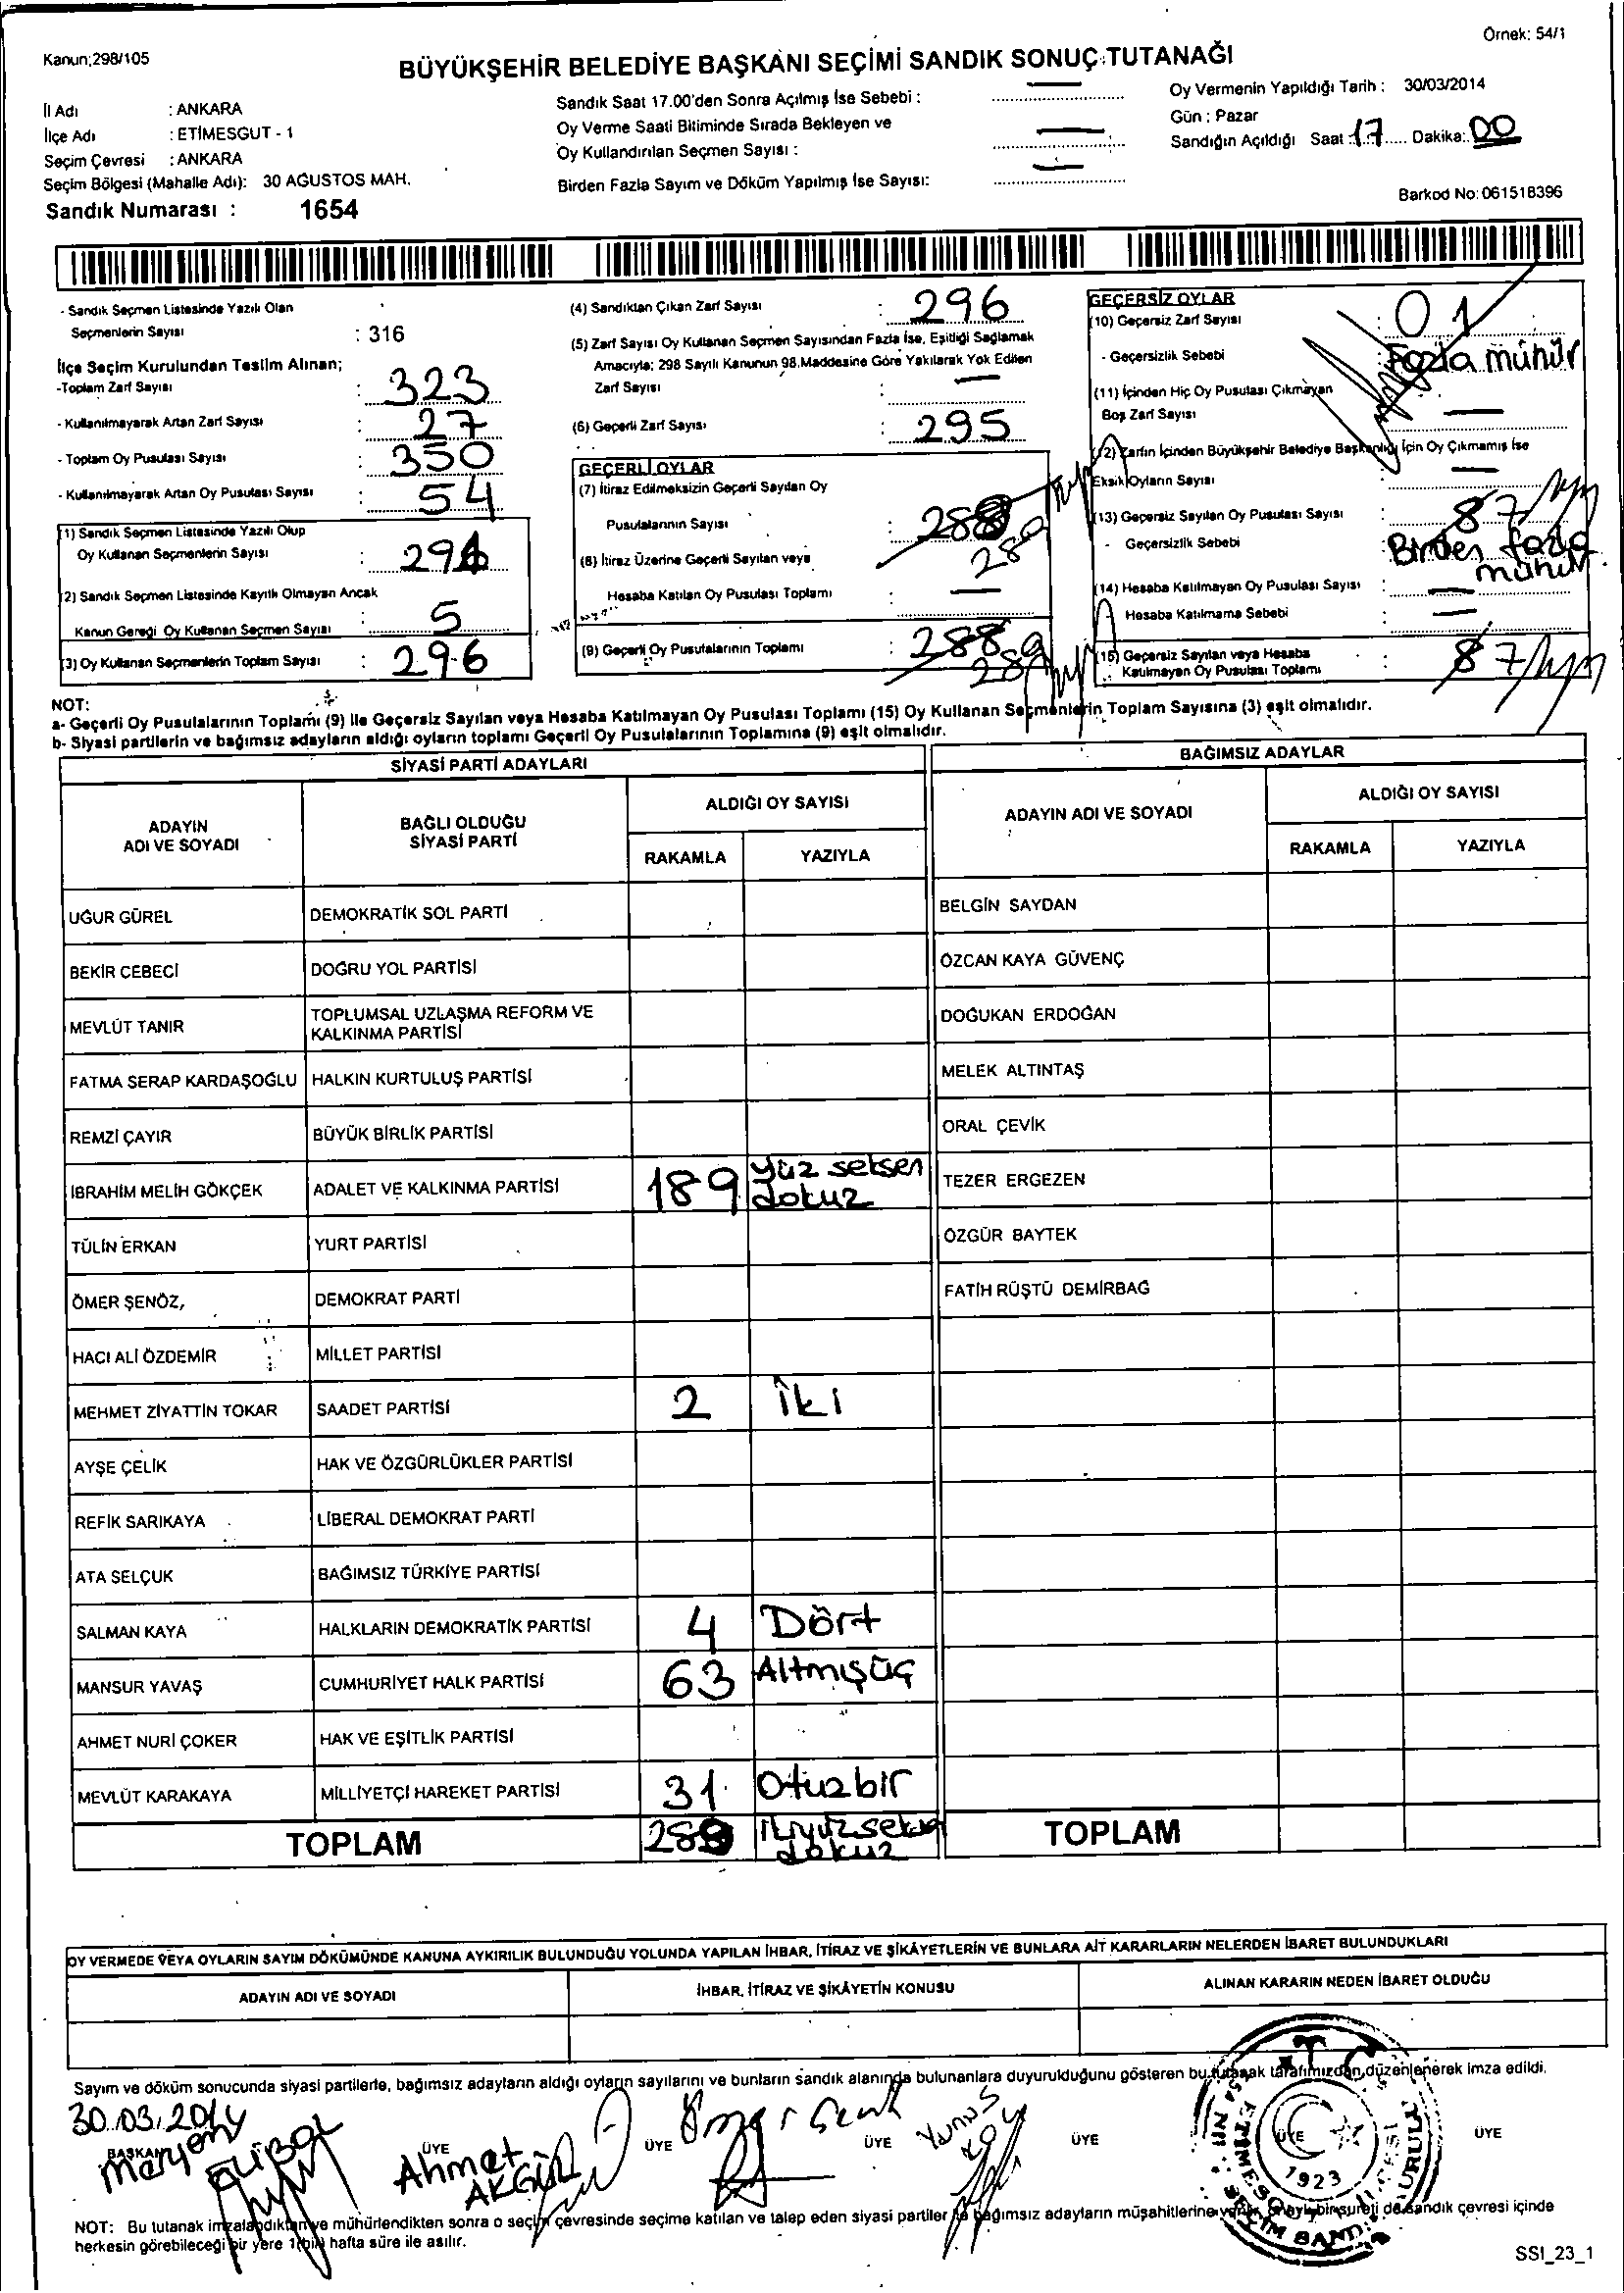 Örnek: 54/1
Kanun;298/105
BÜYÜKŞEHİR BELEDİYE BAŞKANI SEÇİMİ SANDIK SONUÇ TUTANAĞI
İl Adı : ANKARA
İlçe Adı : ETİMESGUT - 1
Seçim Çevresi : ANKARA
Seçim Bölgesi (Mahalle Adı): 30 AĞUSTOS MAH.
Sandık Numarası : 1654
Sandık Saat 17.00'den Sonra Açılmış İse Sebebi :
Oy Verme Saati Bitiminde Sırada Bekleyen ve
Oy Kullandırılan Seçmen Sayısı :
Birden Fazla Sayım ve Döküm Yapılmış İse Sayısı:
Oy Vermenin Yapıldığı Tarih : 30/03/2014
Gün : Pazar
Sandığın Açıldığı Saat : 17 Dakika: 00
Barkod No: 061518396
- Sandık Seçmen Listesinde Yazılı Olan
Seçmenlerin Sayısı : 316
İlçe Seçim Kurulundan Teslim Alınan;
-Toplam Zarf Sayısı : 323
- Kullanılmayarak Artan Zarf Sayısı : 27
- Toplam Oy Pusulası Sayısı : 350
- Kullanılmayarak Artan Oy Pusulası Sayısı : 54
(1) Sandık Seçmen Listesinde Yazılı Olup
Oy Kullanan Seçmenlerin Sayısı :
(2) Sandık Seçmen Listesinde Kayıtlı Olmayan Ancak
Kanun Gereği Oy Kullanan Seçmen Sayısı 5
(3) Oy Kullanan Seçmenlerin Toplam Sayısı : 296
(4) Sandıktan Çıkan Zarf Sayısı : 296
(5) Zarf Sayısı Oy Kullanan Seçmen Sayısından Fazla İse, Eşitliği Sağlamak
Amacıyla; 298 Sayılı Kanunun 98.Maddesine Göre Yakılarak Yok Edilen
Zarf Sayısı :
(6) Geçerli Zarf Sayısı : 295
GEÇERLİ OYLAR
(7) İtiraz Edilmeksizin Geçerli Sayılan Oy
Pusulalarının Sayısı : 288 289
(8) İtiraz Üzerine Geçerli Sayılan veya
Hesaba Katılan Oy Pusulası Toplamı :
(9) Geçerli Oy Pusulalarının Toplamı : 288 289
GEÇERSİZ OYLAR
(10) Geçersiz Zarf Sayısı : 01
- Geçersizlik Sebebi : Fazla mühür
(11) İçinden Hiç Oy Pusulası Çıkmayan
Boş Zarf Sayısı
(12) Zarfın İçinden Büyükşehir Belediye Başkanlığı İçin Oy Çıkmamış İse
Eksik Oyların Sayısı
(13) Geçersiz Sayılan Oy Pusulası Sayısı : 8 7
- Geçersizlik Sebebi : Birden fazla
mühür
(14) Hesaba Katılmayan Oy Pusulası Sayısı :
Hesaba Katılmama Sebebi :
(15) Geçersiz Sayılan veya Hesaba
Katılmayan Oy Pusulası Toplamı : 8 7
NOT:
a- Geçerli Oy Pusulalarının Toplamı (9) ile Geçersiz Sayılan veya Hesaba Katılmayan Oy Pusulası Toplamı (15) Oy Kullanan Seçmenlerin Toplam Sayısına (3) eşit olmalıdır.
b- Siyasi partilerin ve bağımsız adayların aldığı oyların toplamı Geçerli Oy Pusulalarının Toplamına (9) eşit olmalıdır.
SİYASİ PARTİ ADAYLARI BAĞIMSIZ ADAYLAR
ADAYIN ADI VE SOYADI
BAĞLI OLDUĞU SİYASİ PARTİ
ALDIĞI OY SAYISI
RAKAMLA YAZIYLA
ADAYIN ADI VE SOYADI
ALDIĞI OY SAYISI
RAKAMLA YAZIYLA
UĞUR GÜREL DEMOKRATİK SOL PARTİ BELGİN SAYDAN
BEKİR CEBECİ DOĞRU YOL PARTİSİ ÖZCAN KAYA GÜVENÇ
MEVLÜT TANIR TOPLUMSAL UZLAŞMA REFORM VE KALKINMA PARTİSİ DOĞUKAN ERDOĞAN
FATMA SERAP KARDAŞOĞLU HALKIN KURTULUŞ PARTİSİ MELEK ALTINTAŞ
REMZİ ÇAYIR BÜYÜK BİRLİK PARTİSİ ORAL ÇEVİK
İBRAHİM MELİH GÖKÇEK ADALET VE KALKINMA PARTİSİ 189 yüz seksen dokuz TEZER ERGEZEN
TÜLİN ERKAN YURT PARTİSİ ÖZGÜR BAYTEK
ÖMER ŞENÖZ, DEMOKRAT PARTİ FATİH RÜŞTÜ DEMİRBAĞ
HACI ALİ ÖZDEMİR MİLLET PARTİSİ
MEHMET ZİYATTİN TOKAR SAADET PARTİSİ 2 İki
AYŞE ÇELİK HAK VE ÖZGÜRLÜKLER PARTİSİ
REFİK SARIKAYA LİBERAL DEMOKRAT PARTİ
ATA SELÇUK BAĞIMSIZ TÜRKİYE PARTİSİ
SALMAN KAYA HALKLARIN DEMOKRATİK PARTİSİ 4 Dört
MANSUR YAVAŞ CUMHURİYET HALK PARTİSİ 63 Altmışüç
AHMET NURİ ÇOKER HAK VE EŞİTLİK PARTİSİ
MEVLÜT KARAKAYA MİLLİYETÇİ HAREKET PARTİSİ 31 Otuzbir
TOPLAM 289 dokuz TOPLAM
OY VERMEDE VEYA OYLARIN SAYIM DÖKÜMÜNDE KANUNA AYKIRILIK BULUNDUĞU YOLUNDA YAPILAN İHBAR, İTİRAZ VE ŞİKÂYETLERİN VE BUNLARA AİT KARARLARIN NELERDEN İBARET BULUNDUKLARI
ADAYIN ADI VE SOYADI İHBAR, İTİRAZ VE ŞİKÂYETİN KONUSU ALINAN KARARIN NEDEN İBARET OLDUĞU
Sayım ve döküm sonucunda siyasi partilerle, bağımsız adayların aldığı oyların sayılarını ve bunların sandık alanında bulunanlara duyurulduğunu gösteren bu tutanak tarafımızdan düzenlenerek imza edildi.
30.03.2014
BAŞKAN ÜYE ÜYE ÜYE ÜYE ÜYE ÜYE
Meryem
Ahmet AKGÜL
Yunus KOÇ
1923
NOT: Bu tutanak imzalandıktan ve mühürlendikten sonra o seçim çevresinde seçime katılan ve talep eden siyasi partiler ile bağımsız adayların müşahitlerine verilir, onaylı bir sureti de sandık çevresi içinde
herkesin görebileceği bir yere 1(bir) hafta süre ile asılır.
SSI_23_1